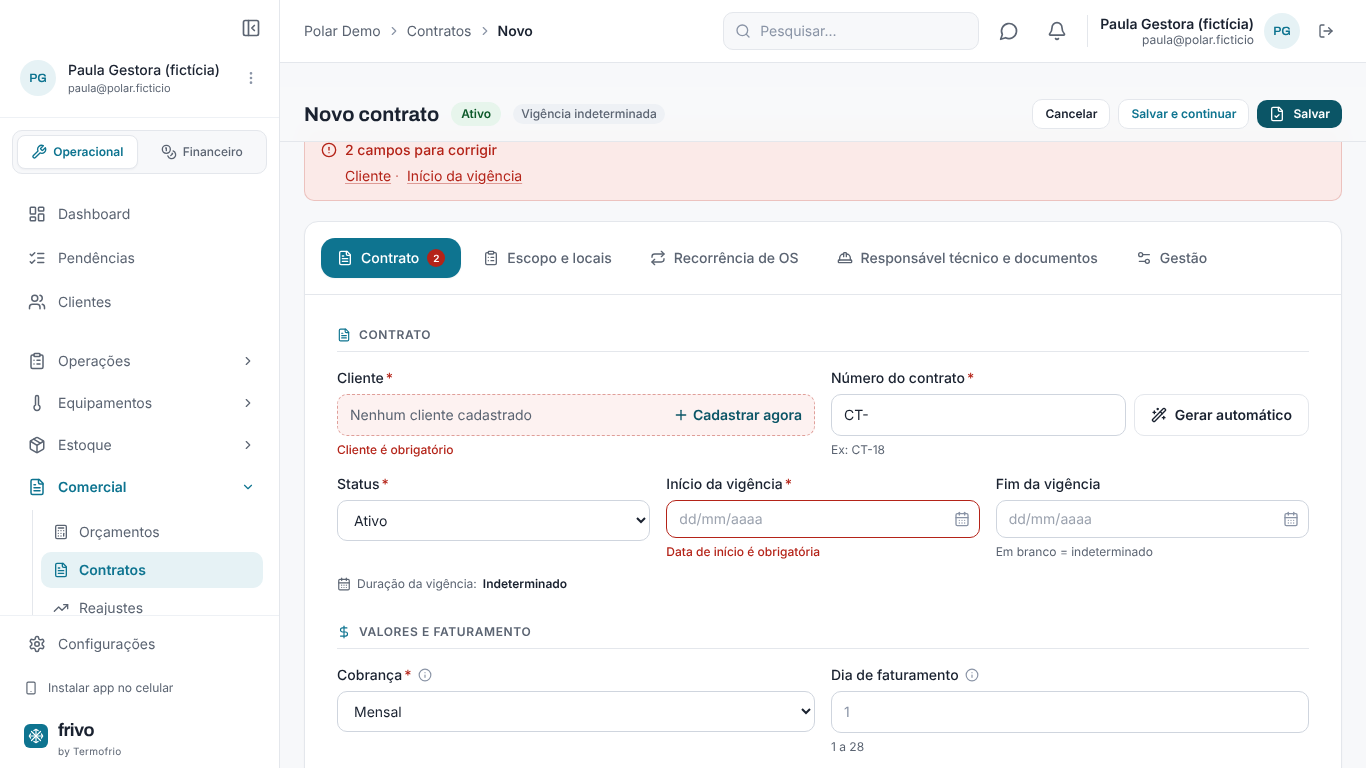 Polar Demo > Contratos > Novo
Pesquisar...
Paula Gestora (fictícia)
paula@polar.ficticio
PG
PG
Paula Gestora (fictícia)
paula@polar.ficticio
Operacional
Financeiro
Dashboard
Pendências
Clientes
Operações
Equipamentos
Estoque
Comercial
Orçamentos
Contratos
Reajustes
Configurações
Instalar app no celular
frivo
by Termofrio
Novo contrato
Ativo
Vigência indeterminada
Cancelar
Salvar e continuar
Salvar
2 campos para corrigir
Cliente · Início da vigência
Contrato 2
Escopo e locais
Recorrência de OS
Responsável técnico e documentos
Gestão
CONTRATO
Cliente*
Nenhum cliente cadastrado
+ Cadastrar agora
Cliente é obrigatório
Número do contrato*
CT-
Gerar automático
Ex: CT-18
Status*
Ativo
Início da vigência*
dd/mm/aaaa
Data de início é obrigatória
Fim da vigência
dd/mm/aaaa
Em branco = indeterminado
Duração da vigência: Indeterminado
VALORES E FATURAMENTO
Cobrança*
Mensal
Dia de faturamento
1
1 a 28